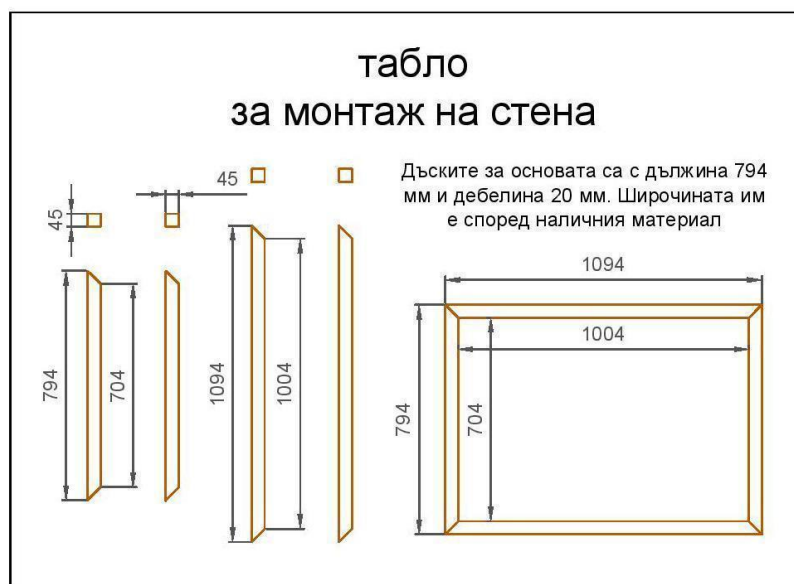 табло
за монтаж на стена
Дъските за основата са с дължина 794
мм и дебелина 20 мм. Широчината им
е според наличния материал
45
45
794
704
1094
1004
1094
1004
794
704